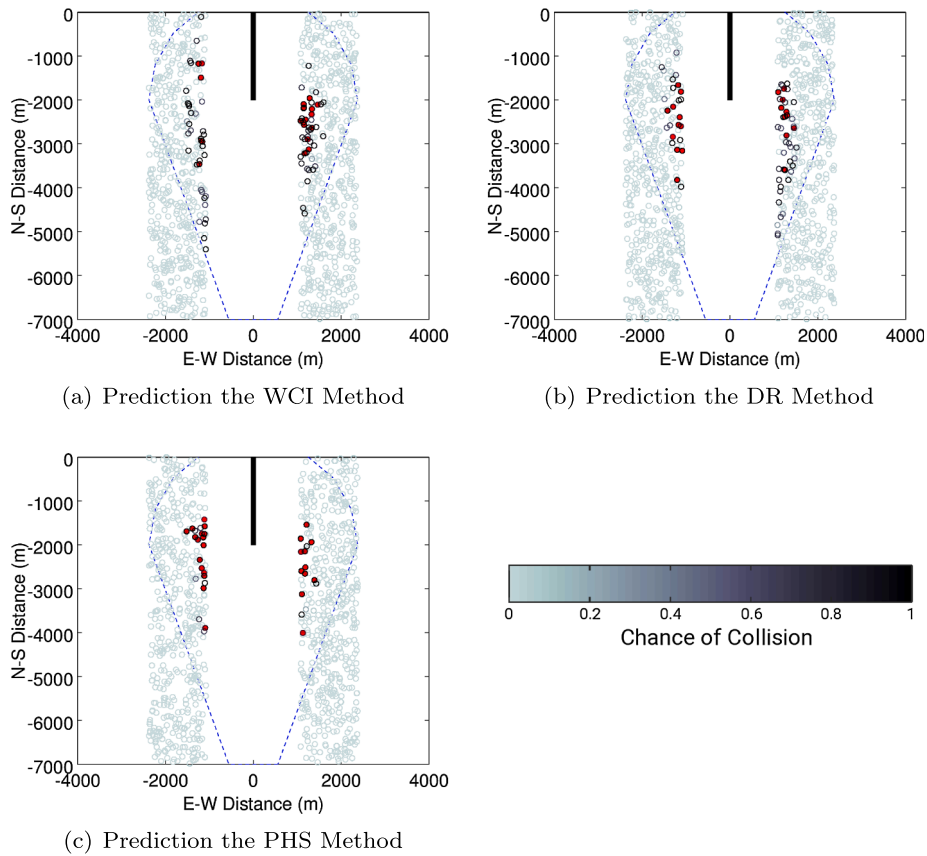 0
-1000
-2000
-3000
-4000
-5000
-6000
-7000
N-S Distance (m)
-4000 -2000 0 2000 4000
E-W Distance (m)
(a) Prediction the WCI Method
0
-1000
-2000
-3000
-4000
-5000
-6000
-7000
N-S Distance (m)
-4000 -2000 0 2000 4000
E-W Distance (m)
(b) Prediction the DR Method
0
-1000
-2000
-3000
-4000
-5000
-6000
-7000
N-S Distance (m)
-4000 -2000 0 2000 4000
E-W Distance (m)
(c) Prediction the PHS Method
0 0.2 0.4 0.6 0.8 1
Chance of Collision